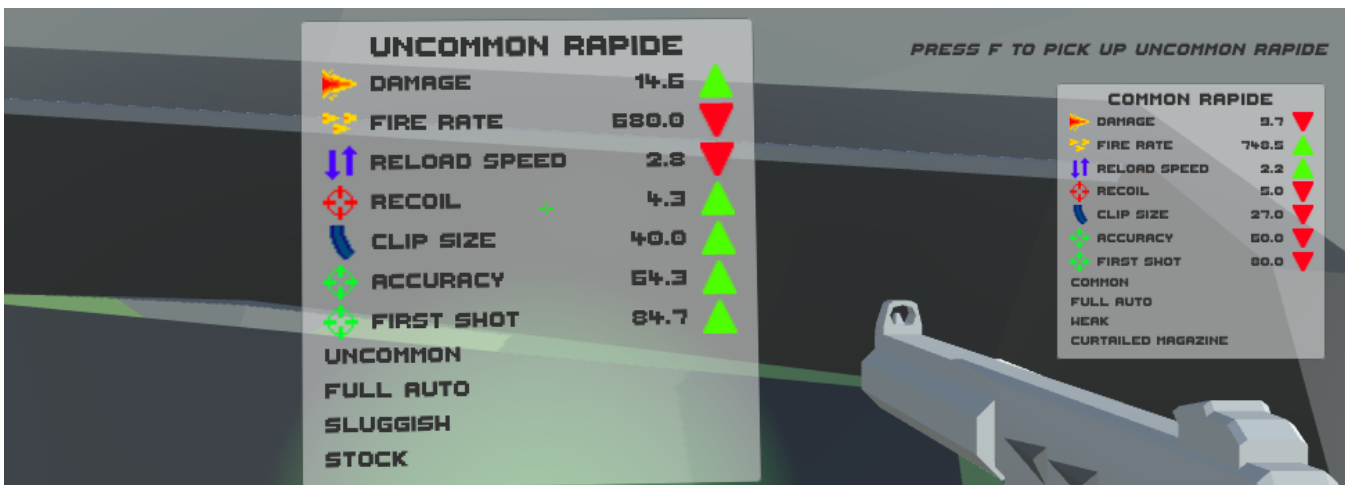 UNCOMMON RAPIDE
DAMAGE 14.6
FIRE RATE 680.0
RELOAD SPEED 2.8
RECOIL 4.3
CLIP SIZE 40.0
ACCURACY 64.3
FIRST SHOT 84.7
UNCOMMON
FULL AUTO
SLUGGISH
STOCK
PRESS F TO PICK UP UNCOMMON RAPIDE
COMMON RAPIDE
DAMAGE 9.7
FIRE RATE 748.5
RELOAD SPEED 2.2
RECOIL 5.0
CLIP SIZE 27.0
ACCURACY 60.0
FIRST SHOT 80.0
COMMON
FULL AUTO
WEAK
CURTAILED MAGAZINE